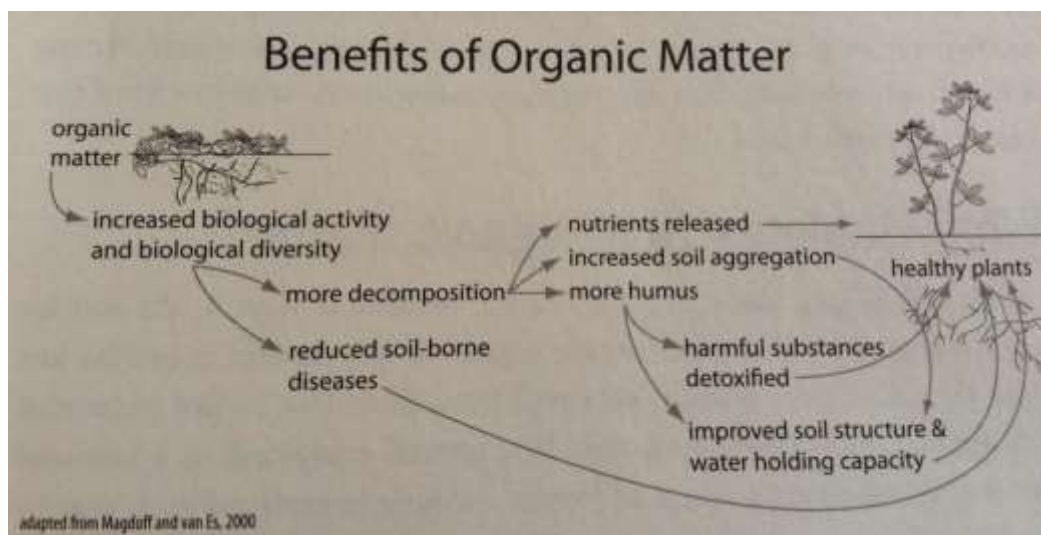 Benefits of Organic Matter
organic
matter
increased biological activity
and biological diversity
nutrients released
increased soil aggregation
more decomposition
more humus
healthy plants
reduced soil-borne
diseases
harmful substances
detoxified
improved soil structure &
water holding capacity
adapted from Magdoff and van Es, 2000